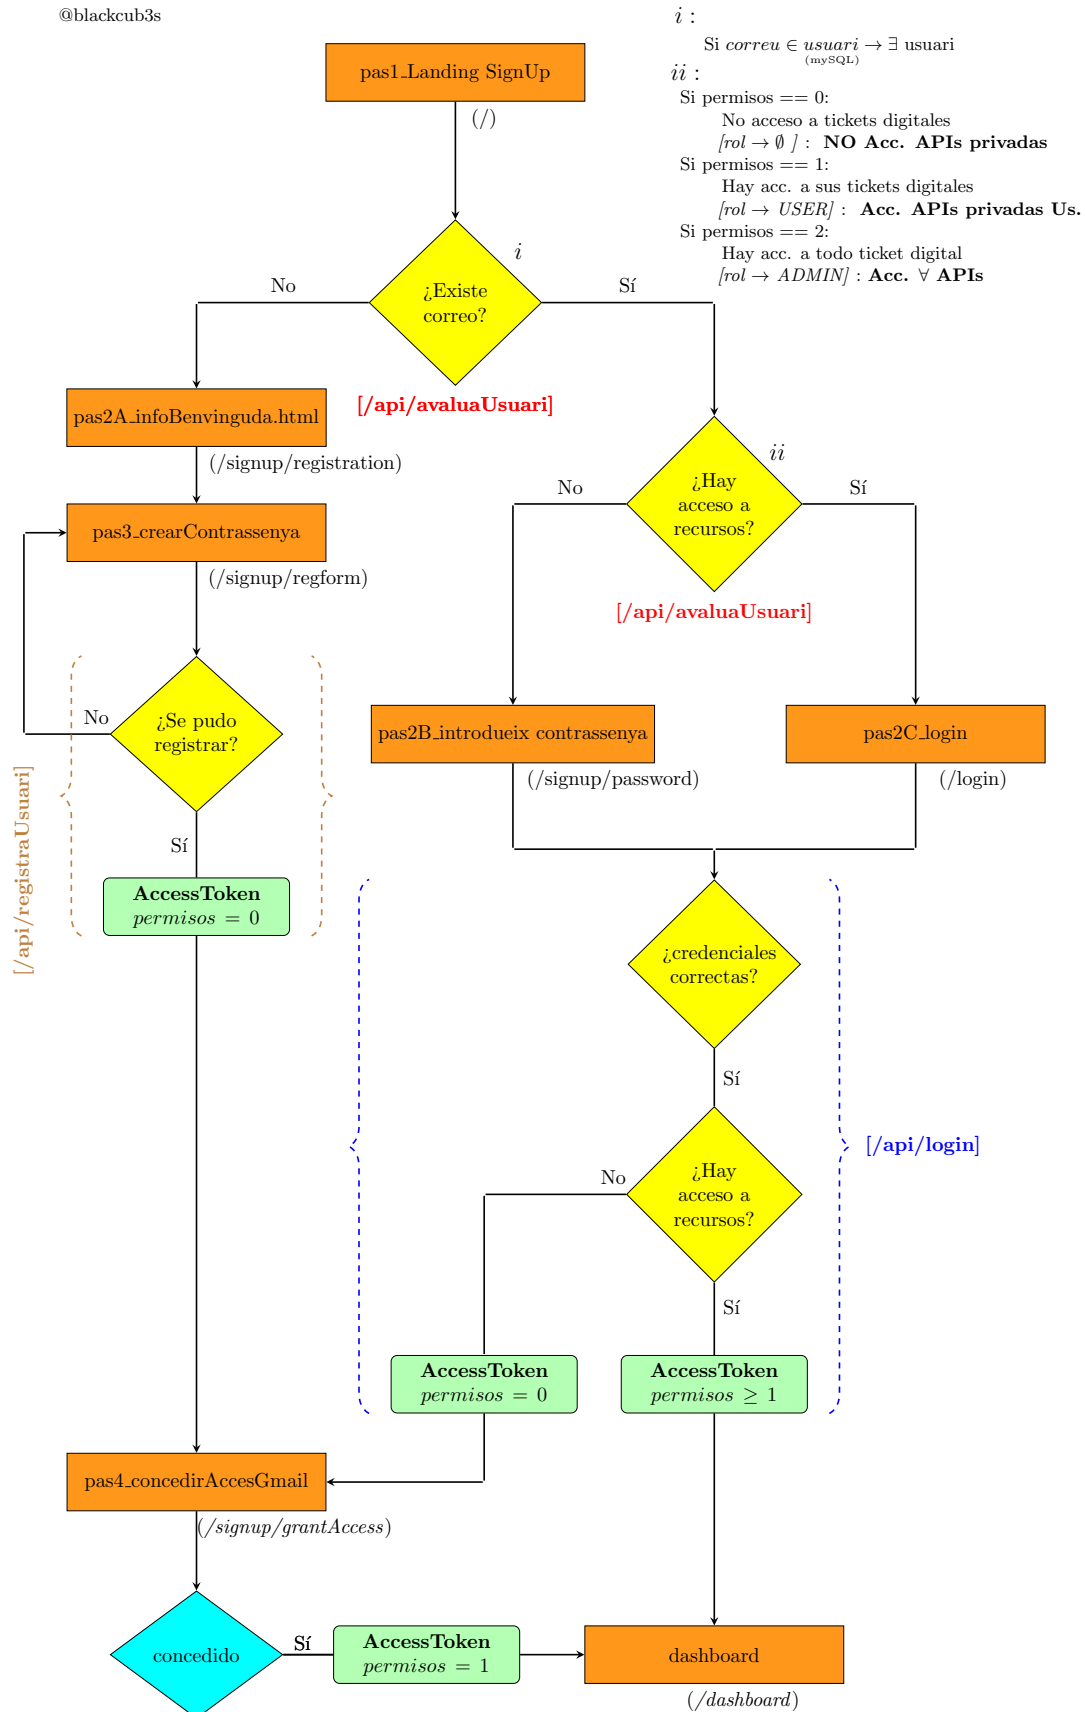 @blackcub3s
i :
Si correu ∈ usuari → ∃ usuari
(mySQL)
ii :
Si permisos == 0:
No acceso a tickets digitales
[rol → ∅ ] : NO Acc. APIs privadas
Si permisos == 1:
Hay acc. a sus tickets digitales
[rol → USER] : Acc. APIs privadas Us.
Si permisos == 2:
Hay acc. a todo ticket digital
[rol → ADMIN] : Acc. ∀ APIs
pas1_Landing SignUp
(/)
i
¿Existe
correo?
No
Sí
[/api/avaluaUsuari]
pas2A_infoBenvinguda.html
(/signup/registration)
ii
¿Hay
acceso a
recursos?
No
Sí
[/api/avaluaUsuari]
pas3_crearContrassenya
(/signup/regform)
¿Se pudo
registrar?
No
Sí
[/api/registraUsuari]
AccessToken
permisos = 0
pas2B_introdueix contrassenya
(/signup/password)
pas2C_login
(/login)
¿credenciales
correctas?
Sí
¿Hay
acceso a
recursos?
No
Sí
[/api/login]
AccessToken
permisos = 0
AccessToken
permisos ≥ 1
pas4_concedirAccesGmail
(/signup/grantAccess)
concedido
Sí
AccessToken
permisos = 1
dashboard
(/dashboard)